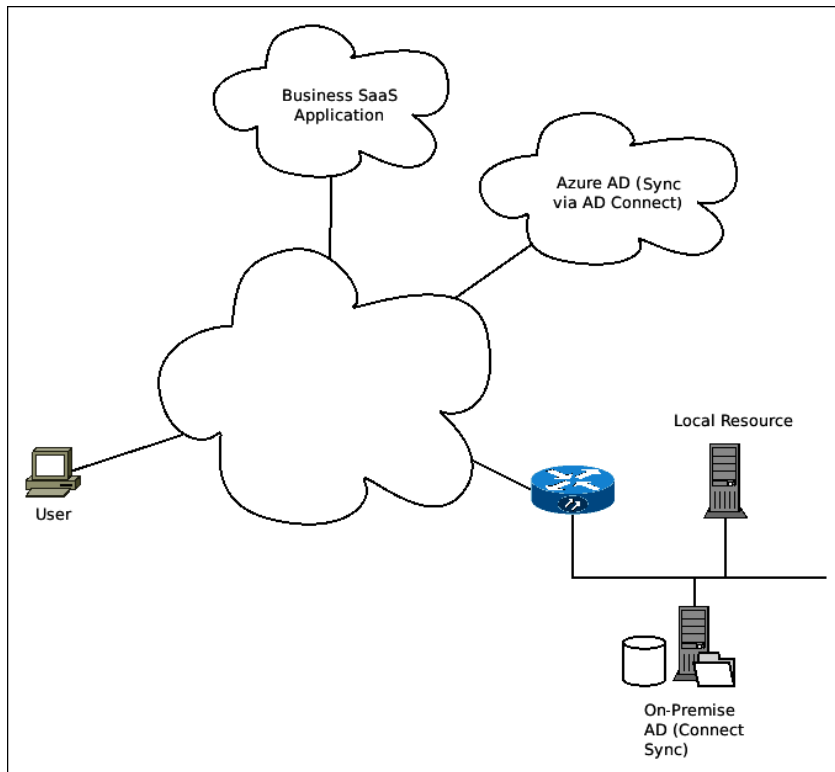 Business SaaS
Application
Azure AD (Sync
via AD Connect)
Local Resource
User
On-Premise
AD (Connect
Sync)